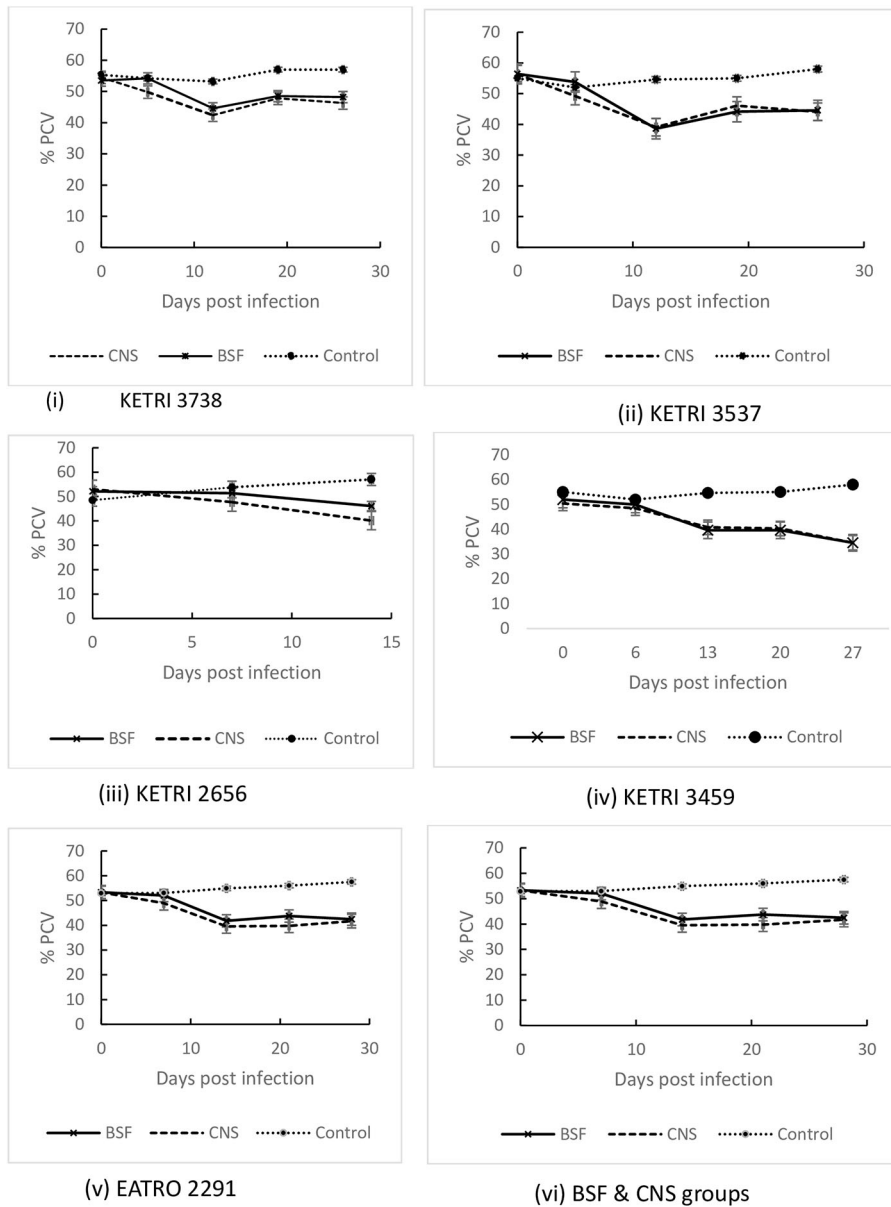 % PCV
70
60
50
40
30
20
10
0
0 10 20 30
Days post infection
CNS BSF Control
(i) KETRI 3738
% PCV
70
60
50
40
30
20
10
0
0 10 20 30
Days post infection
BSF CNS Control
(ii) KETRI 3537
% PCV
70
60
50
40
30
20
10
0
0 5 10 15
Days post infection
BSF CNS Control
(iii) KETRI 2656
% PCV
70
60
50
40
30
20
10
0
0 6 13 20 27
Days post infection
BSF CNS Control
(iv) KETRI 3459
% PCV
70
60
50
40
30
20
10
0
0 10 20 30
Days post infection
BSF CNS Control
(v) EATRO 2291
% PCV
70
60
50
40
30
20
10
0
0 10 20 30
Days post infection
BSF CNS Control
(vi) BSF & CNS groups